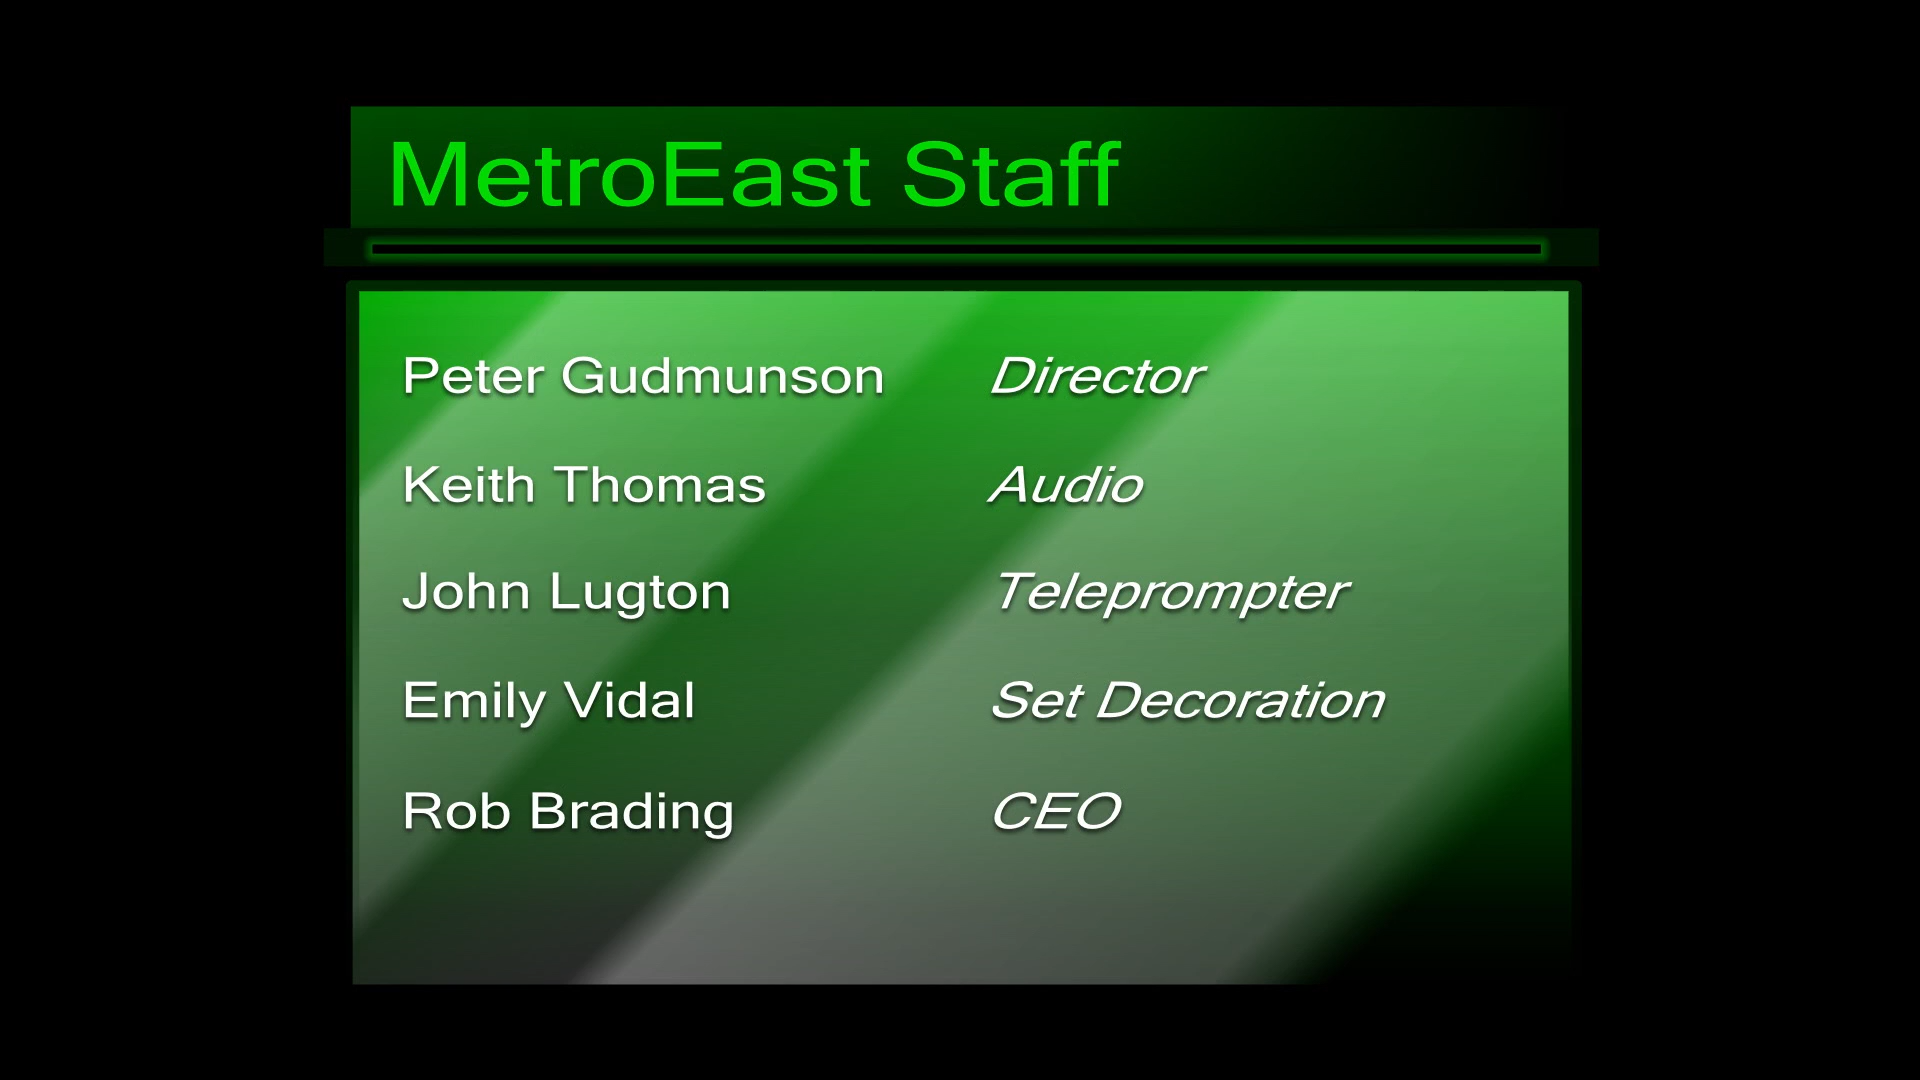 MetroEast Staff
Peter Gudmunson Director
Keith Thomas Audio
John Lugton Teleprompter
Emily Vidal Set Decoration
Rob Brading CEO